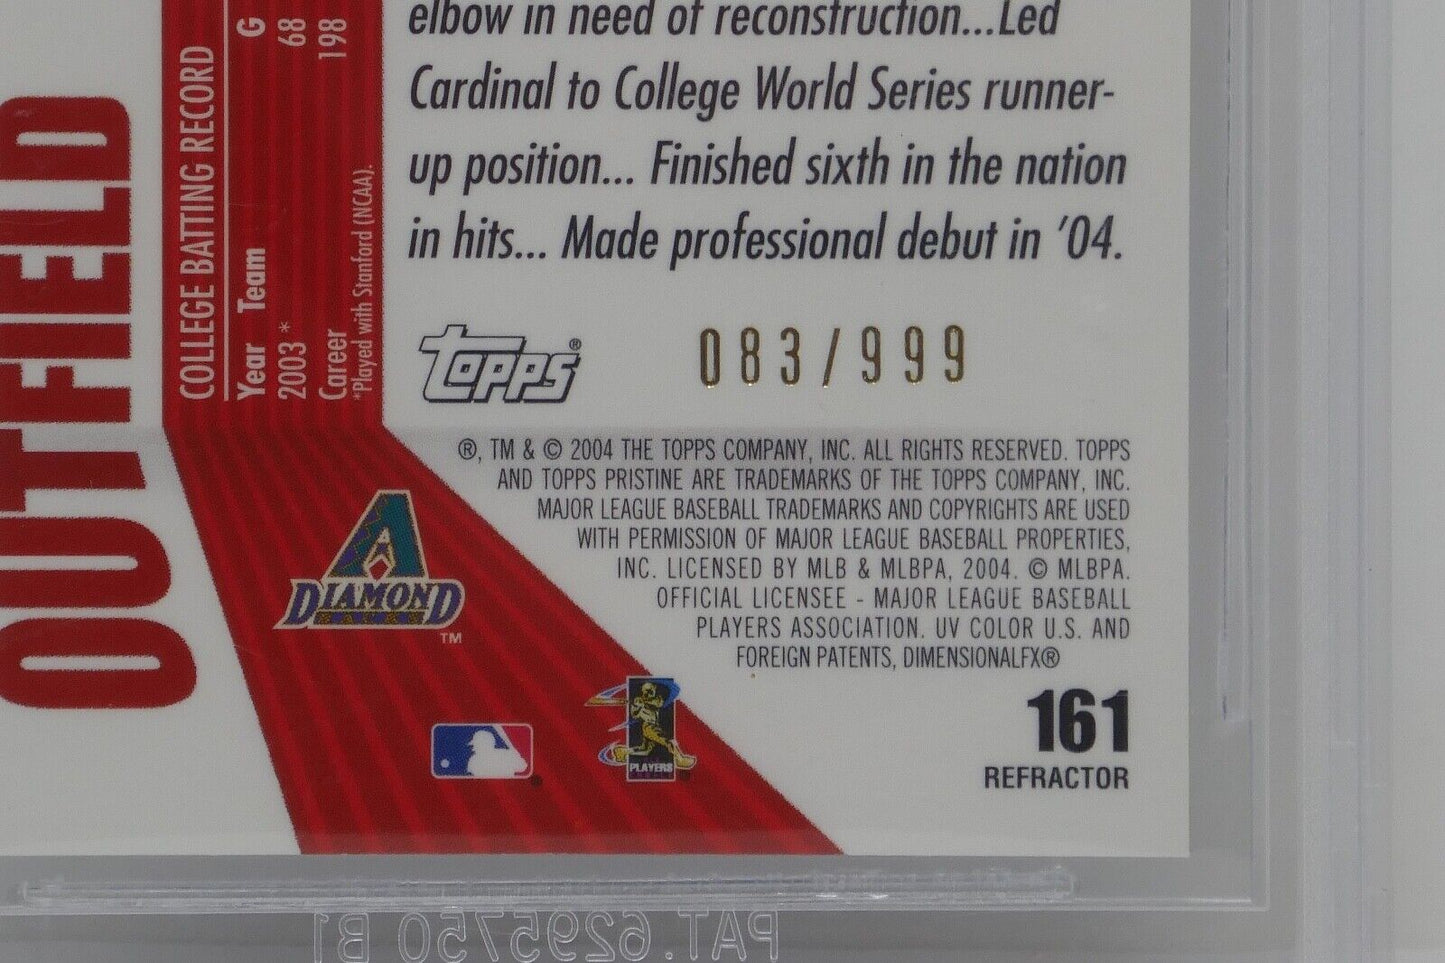 elbow in need of reconstruction...Led
Cardinal to College World Series runner-
up position... Finished sixth in the nation
in hits... Made professional debut in '04.
OUTFIELD
COLLEGE BATTING RECORD
Year Team G
2003 * 68
Career 198
*Played with Stanford (NCAA).
Topps®
083/999
®, TM & © 2004 THE TOPPS COMPANY, INC. ALL RIGHTS RESERVED. TOPPS
AND TOPPS PRISTINE ARE TRADEMARKS OF THE TOPPS COMPANY, INC.
MAJOR LEAGUE BASEBALL TRADEMARKS AND COPYRIGHTS ARE USED
WITH PERMISSION OF MAJOR LEAGUE BASEBALL PROPERTIES,
INC. LICENSED BY MLB & MLBPA, 2004. © MLBPA.
OFFICIAL LICENSEE - MAJOR LEAGUE BASEBALL
PLAYERS ASSOCIATION. UV COLOR U.S. AND
FOREIGN PATENTS, DIMENSIONALFX®
A
DIAMOND
TM
PLAYERS
161
REFRACTOR
PAT.6295750 B1